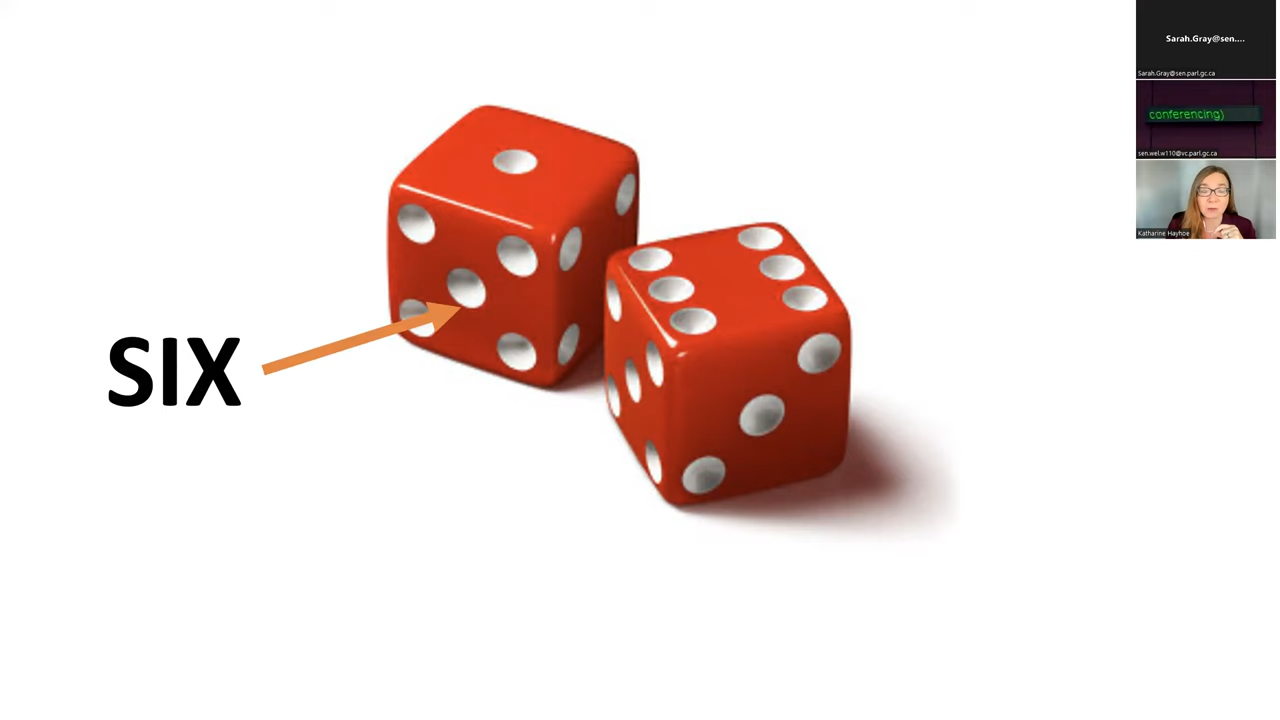 SIX
Sarah.Gray@sen....
Sarah.Gray@sen.parl.gc.ca
conferencing)
sen.wel.w110@vc.parl.gc.ca
Katharine Hayhoe